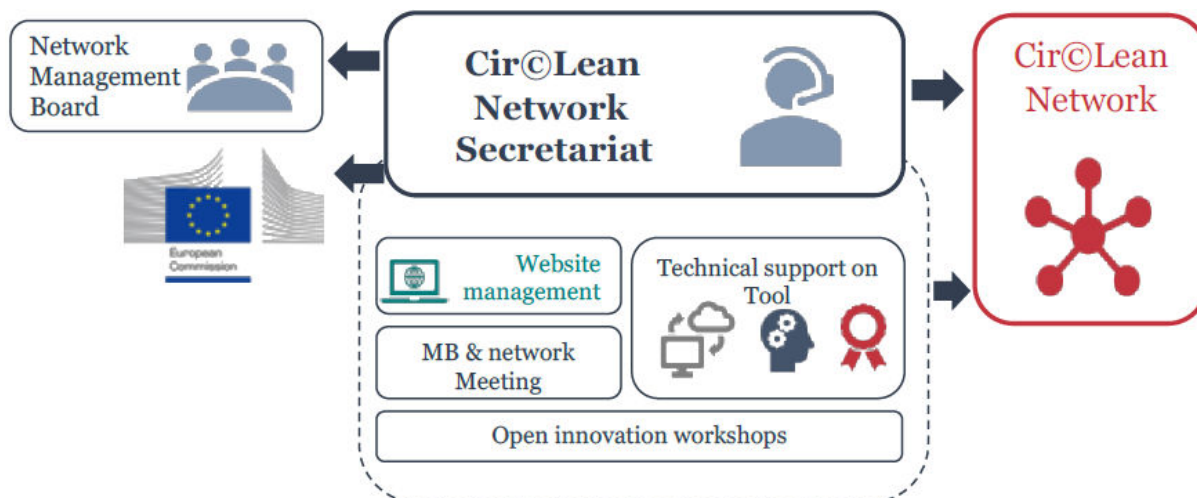 Network
Management
Board
Cir©Lean
Network
Secretariat
Cir©Lean
Network
European
Commission
Website
management
Technical support on
Tool
MB & network
Meeting
Open innovation workshops